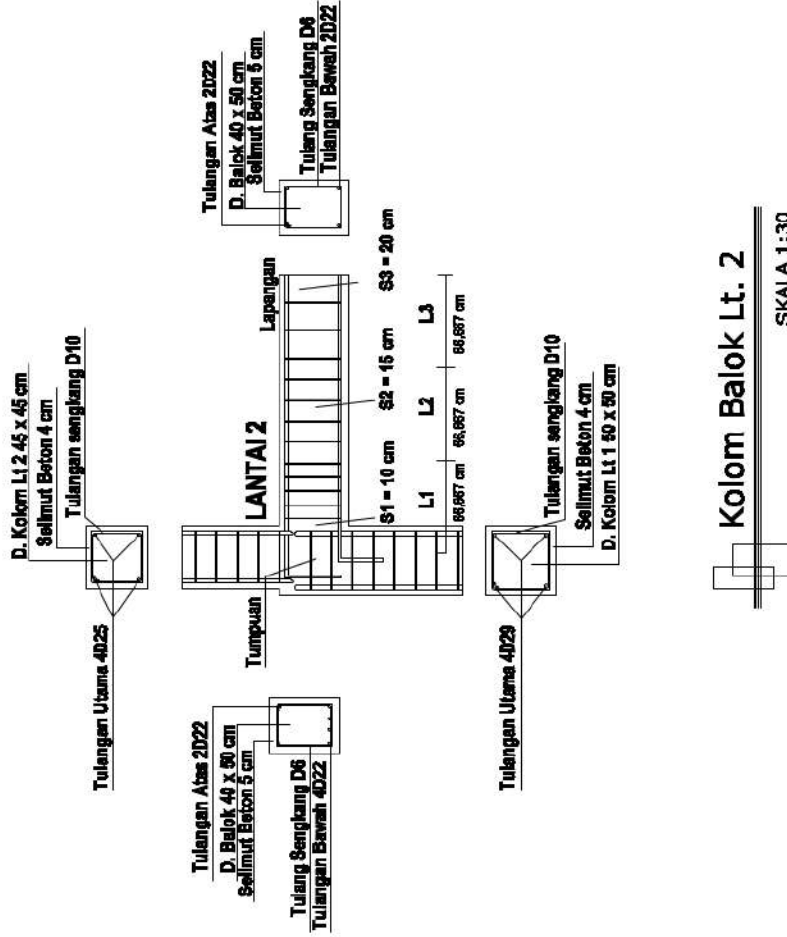 D. Kolom Lt 2 45 x 45 cm
Selimut Beton 4 cm
Tulangan sengkang D10
Tulangan Utama 4D25
Tulangan Atas 2D22
D. Balok 40 x 50 cm
Selimut Beton 5 cm
Tulang Sengkang D6
Tulangan Bawah 4D22
Tumpuan
LANTAI 2
Lapangan
S1 = 10 cm
S2 = 15 cm
S3 = 20 cm
L1
L2
L3
66,667 cm
66,667 cm
66,667 cm
Tulangan Atas 2D22
D. Balok 40 x 50 cm
Selimut Beton 5 cm
Tulang Sengkang D6
Tulangan Bawah 2D22
Tulangan Utama 4D29
Tulangan sengkang D10
Selimut Beton 4 cm
D. Kolom Lt 1 50 x 50 cm
Kolom Balok Lt. 2
SKALA 1:30